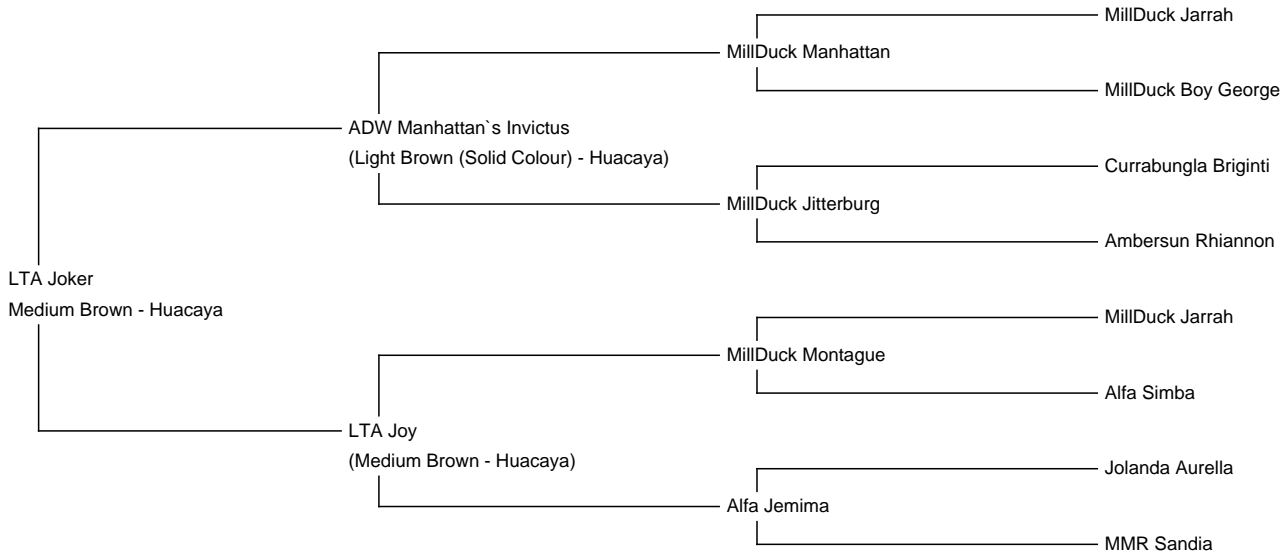 MillDuck Jarrah
MillDuck Manhattan
MillDuck Boy George
ADW Manhattan`s Invictus
(Light Brown (Solid Colour) - Huacaya)
Currabungla Briginti
MillDuck Jitterburg
Ambersun Rhiannon
LTA Joker
Medium Brown - Huacaya
MillDuck Jarrah
MillDuck Montague
Alfa Simba
LTA Joy
(Medium Brown - Huacaya)
Jolanda Aurella
Alfa Jemima
MMR Sandia